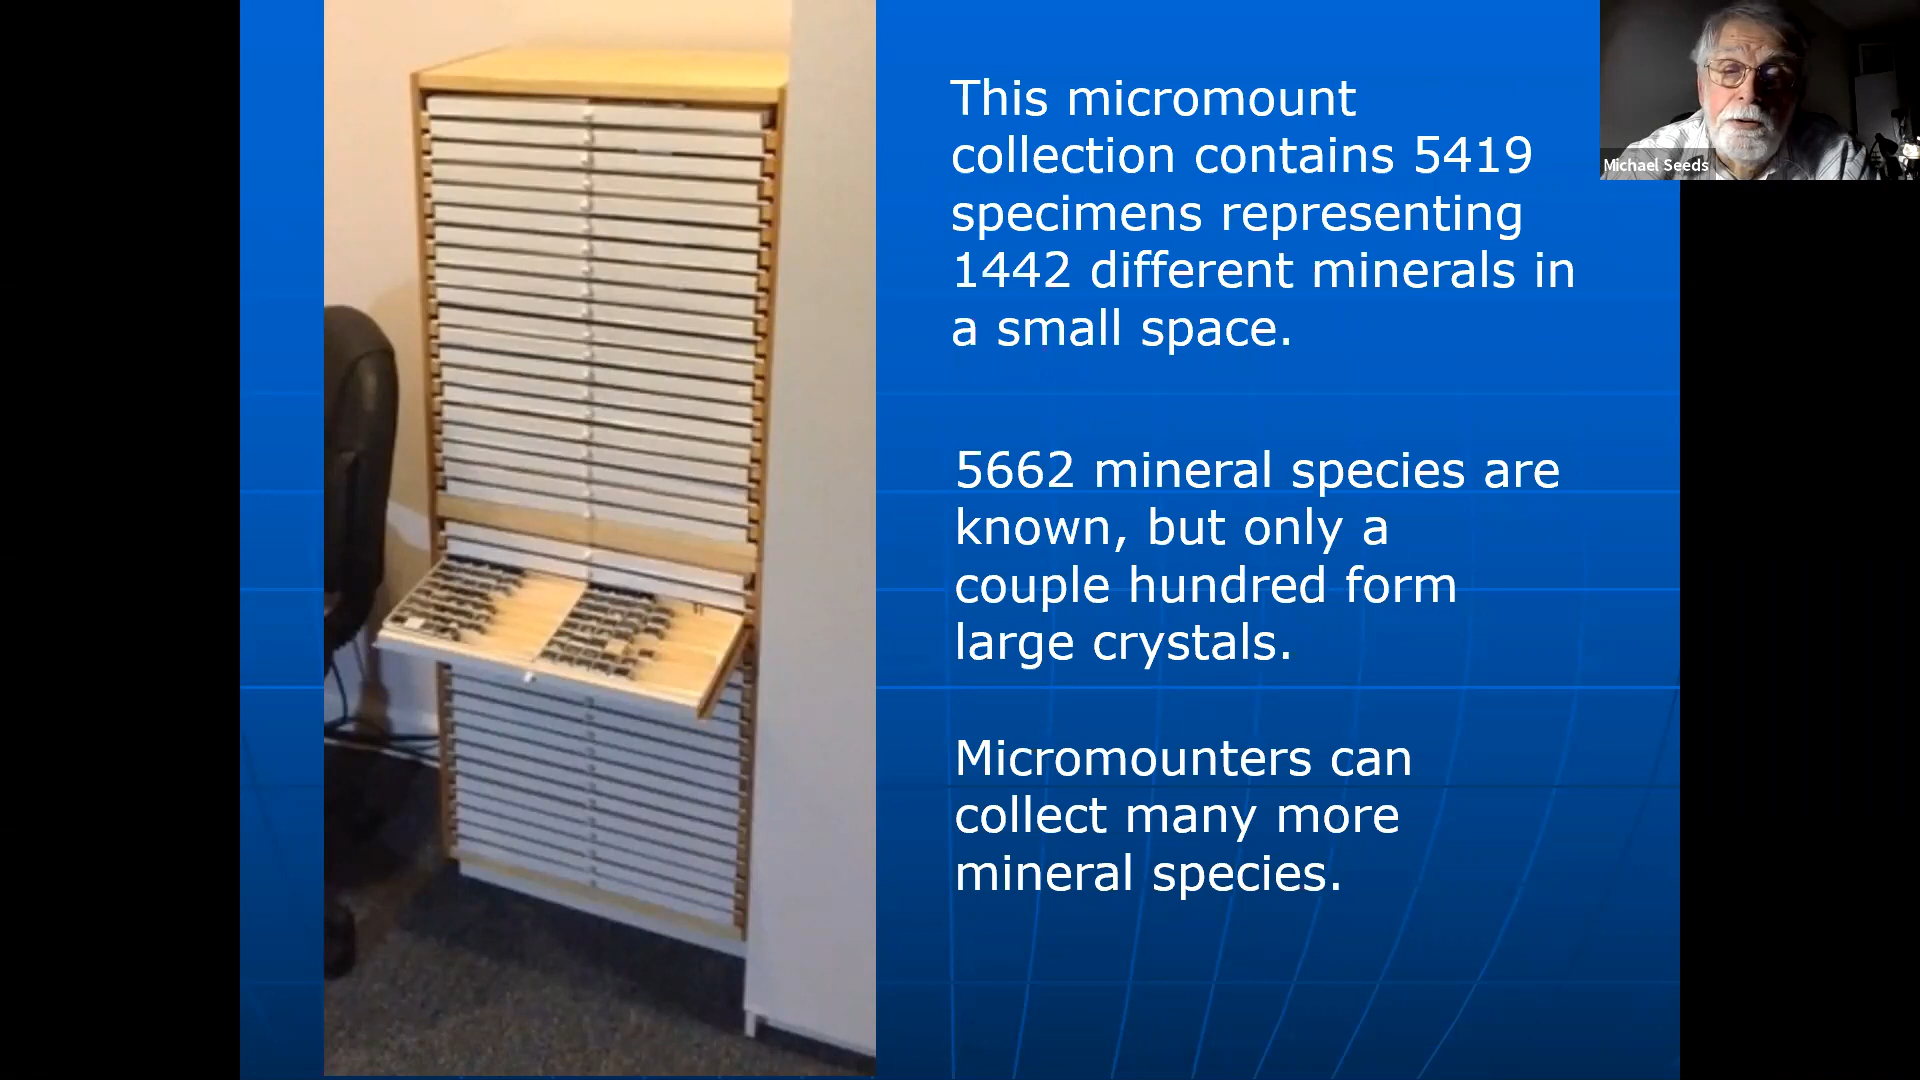 This micromount
collection contains 5419
specimens representing
1442 different minerals in
a small space.
5662 mineral species are
known, but only a
couple hundred form
large crystals.
Micromounters can
collect many more
mineral species.
Michael Seeds